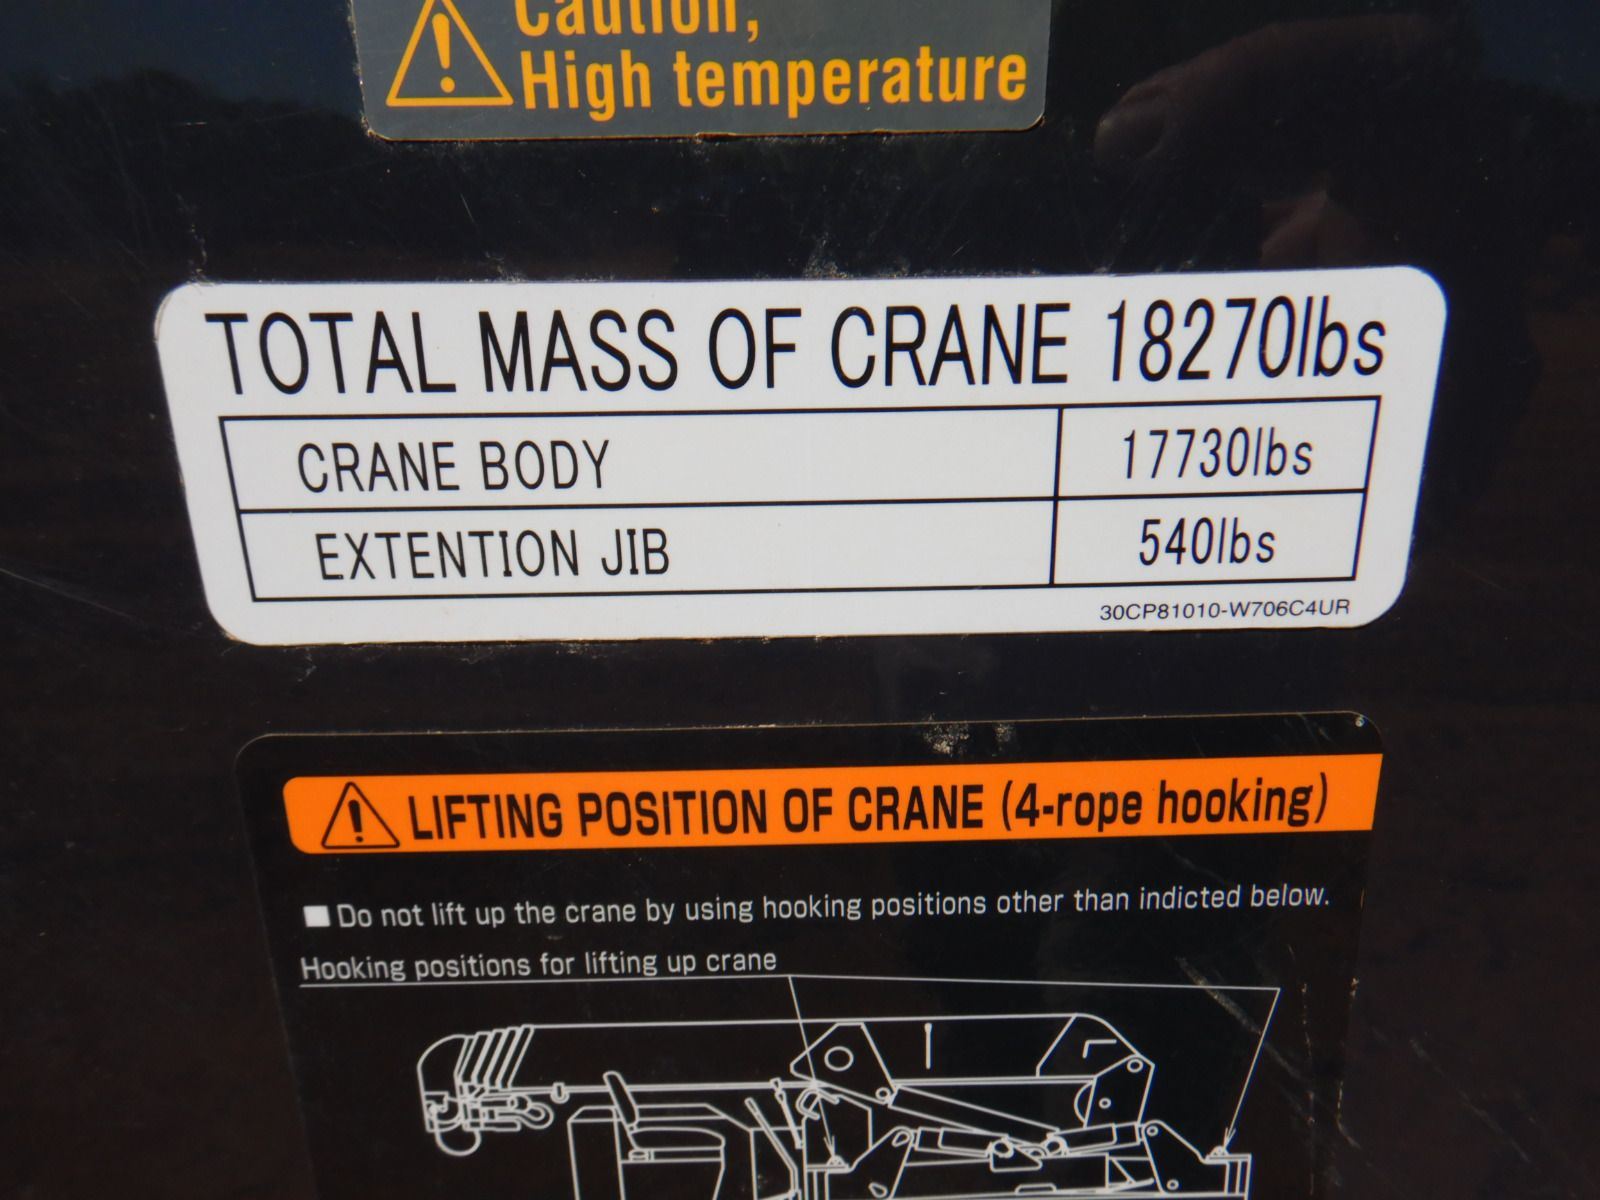 Caution,
High temperature
TOTAL MASS OF CRANE 18270lbs
CRANE BODY 17730lbs
EXTENTION JIB 540lbs
30CP81010-W706C4UR
LIFTING POSITION OF CRANE (4-rope hooking)
■ Do not lift up the crane by using hooking positions other than indicted below.
Hooking positions for lifting up crane